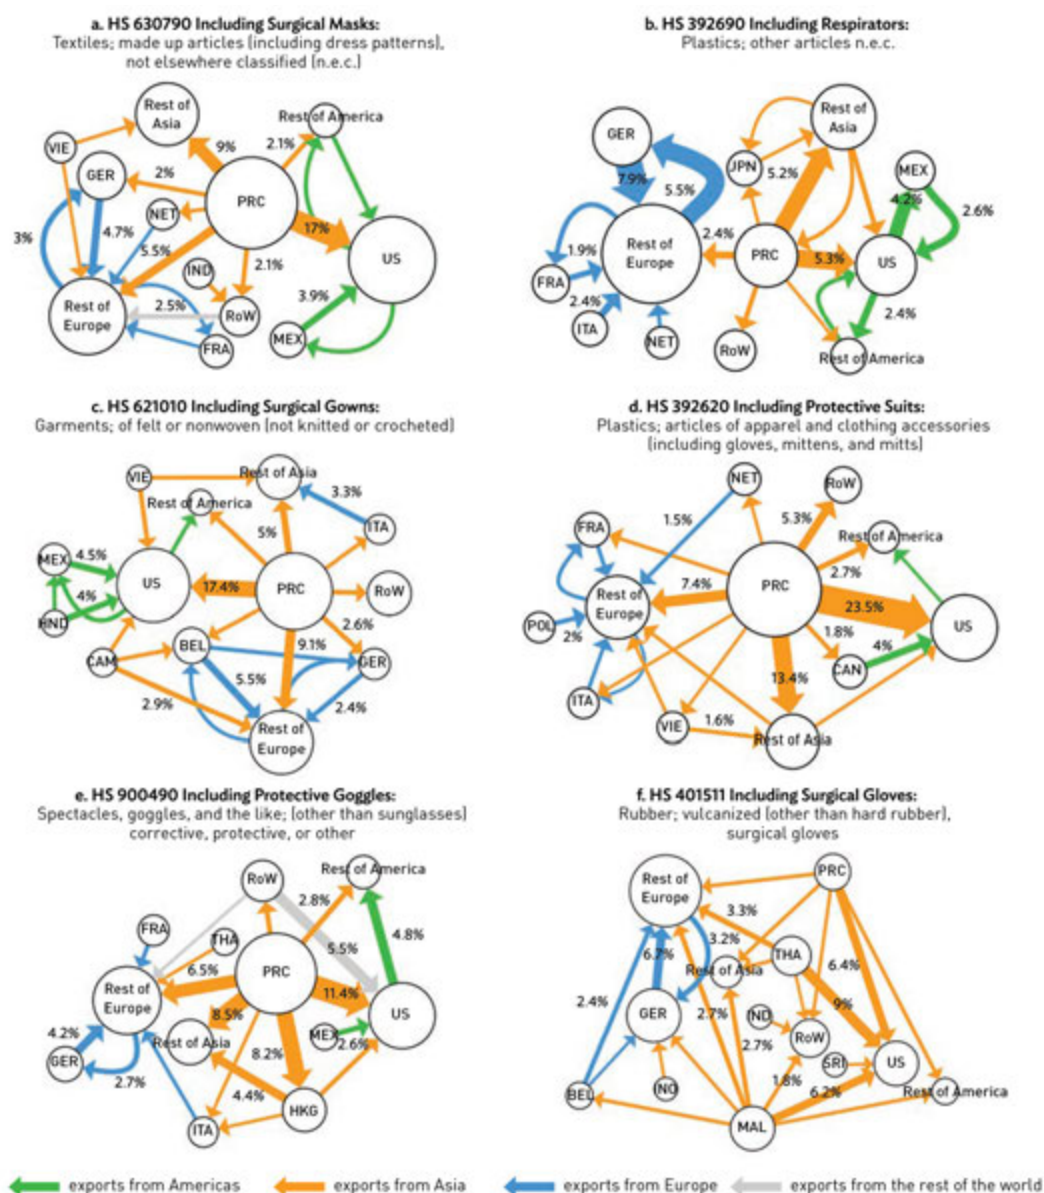 a. HS 630790 Including Surgical Masks:
Textiles; made up articles (including dress patterns),
not elsewhere classified (n.e.c.)
Rest of
Asia
Rest of America
VIE
9%
2.1%
GER
2%
PRC
NET
17%
3%
4.7%
5.5%
US
IND
2.1%
Rest of
Europe
2.5%
RoW
3.9%
FRA
MEX
b. HS 392690 Including Respirators:
Plastics; other articles n.e.c.
GER
Rest of
Asia
JPN
5.2%
MEX
7.9%
5.5%
4.2%
2.6%
Rest of
Europe
2.4%
PRC
5.3%
US
1.9%
FRA
2.4%
ITA
NET
RoW
2.4%
Rest of America
c. HS 621010 Including Surgical Gowns:
Garments; of felt or nonwoven (not knitted or crocheted)
VIE
Rest of Asia
3.3%
Rest of America
ITA
5%
MEX
4.5%
US
17.4%
PRC
RoW
4%
HND
2.6%
BEL
9.1%
CAM
GER
5.5%
2.9%
2.4%
Rest of
Europe
d. HS 392620 Including Protective Suits:
Plastics; articles of apparel and clothing accessories
(including gloves, mittens, and mitts)
NET
RoW
FRA
1.5%
5.3%
Rest of America
2.7%
PRC
7.4%
Rest of
Europe
23.5%
US
POL
2%
1.8%
4%
CAN
13.4%
ITA
VIE
1.6%
Rest of Asia
e. HS 900490 Including Protective Goggles:
Spectacles, goggles, and the like; (other than sunglasses)
corrective, protective, or other
RoW
Rest of America
2.8%
FRA
THA
5.5%
4.8%
6.5%
PRC
Rest of
Europe
11.4%
8.5%
US
4.2%
Rest of Asia
MEX
2.6%
GER
8.2%
2.7%
4.4%
HKG
ITA
f. HS 401511 Including Surgical Gloves:
Rubber; vulcanized (other than hard rubber),
surgical gloves
Rest of
Europe
PRC
3.3%
6.7%
3.2%
THA
Rest of Asia
6.4%
2.4%
GER
2.7%
IND
9%
2.7%
RoW
SRI
US
BEL
INO
1.8%
6.2%
Rest of America
MAL
exports from Americas
exports from Asia
exports from Europe
exports from the rest of the world